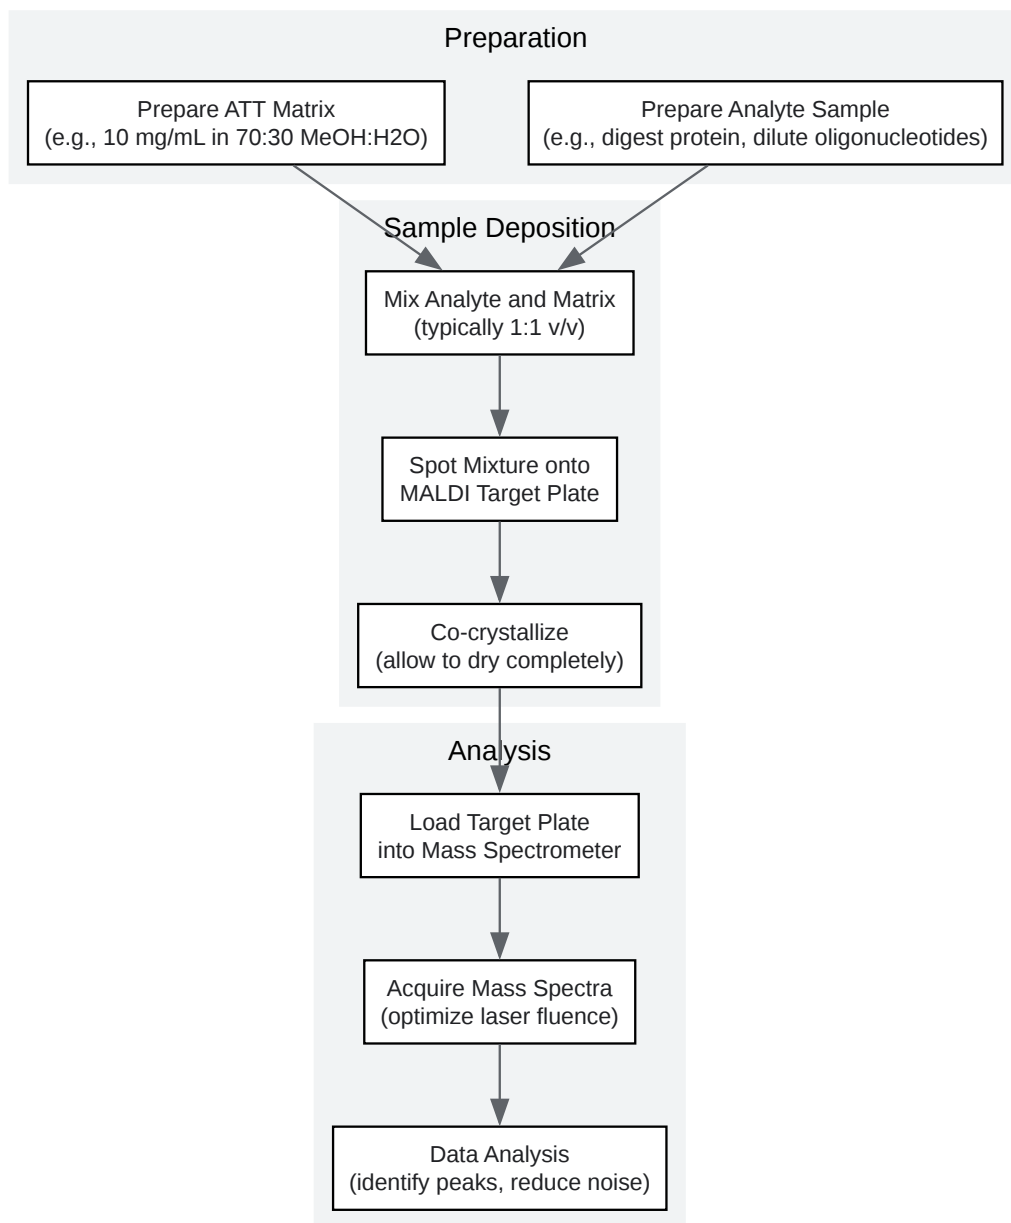 Preparation
Prepare ATT Matrix
(e.g., 10 mg/mL in 70:30 MeOH:H2O)
Prepare Analyte Sample
(e.g., digest protein, dilute oligonucleotides)
Sample Deposition
Mix Analyte and Matrix
(typically 1:1 v/v)
Spot Mixture onto
MALDI Target Plate
Co-crystallize
(allow to dry completely)
Analysis
Load Target Plate
into Mass Spectrometer
Acquire Mass Spectra
(optimize laser fluence)
Data Analysis
(identify peaks, reduce noise)